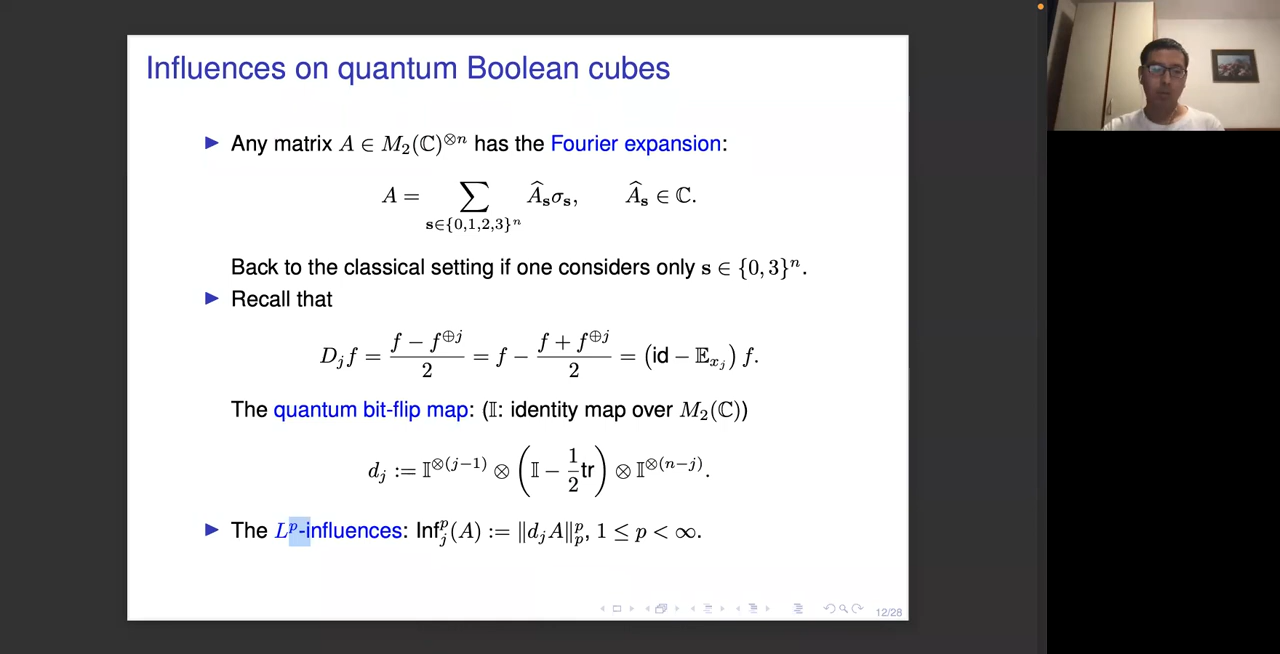 Influences on quantum Boolean cubes
▶ Any matrix A ∈ M₂(ℂ)^{⊗n} has the Fourier expansion:
A = ∑_{s∈{0,1,2,3}ⁿ} Â_s σ_s, Â_s ∈ ℂ.
Back to the classical setting if one considers only s ∈ {0, 3}ⁿ.
▶ Recall that
D_j f = (f − f^{⊕j})/2 = f − (f + f^{⊕j})/2 = (id − 𝔼_{x_j}) f.
The quantum bit-flip map: (𝕀: identity map over M₂(ℂ))
d_j := 𝕀^{⊗(j−1)} ⊗ (𝕀 − ½tr) ⊗ 𝕀^{⊗(n−j)}.
▶ The Lᵖ-influences: Inf_j^p(A) := ‖d_j A‖_p^p, 1 ≤ p < ∞.
12/28